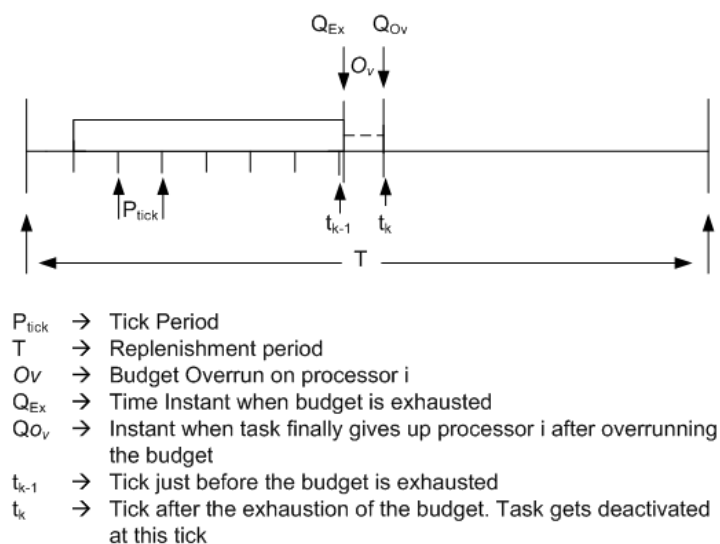 Q_Ex Q_Ov
O_v
P_tick
t_k-1 t_k
T
P_tick → Tick Period
T → Replenishment period
Ov → Budget Overrun on processor i
Q_Ex → Time Instant when budget is exhausted
Qo_v → Instant when task finally gives up processor i after overrunning
the budget
t_k-1 → Tick just before the budget is exhausted
t_k → Tick after the exhaustion of the budget. Task gets deactivated
at this tick